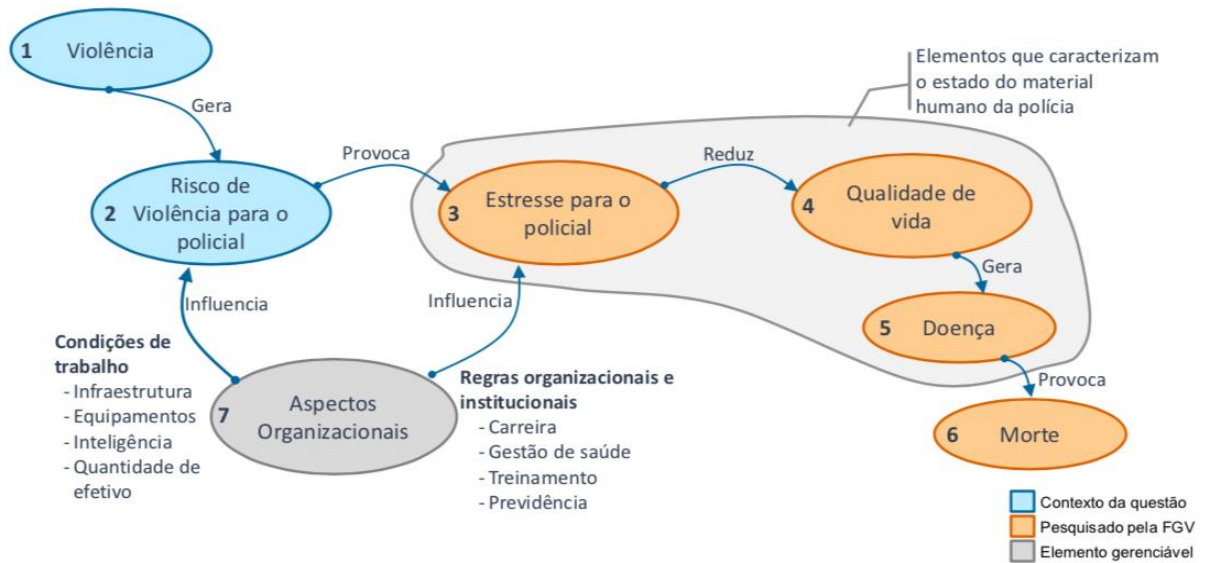 1 Violência
Gera
Elementos que caracterizam
o estado do material
humano da polícia
Provoca
Reduz
2 Risco de
Violência para o
policial
3 Estresse para o
policial
4 Qualidade de
vida
Gera
Influencia
Influencia
5 Doença
Condições de
trabalho
- Infraestrutura
- Equipamentos
- Inteligência
- Quantidade de
efetivo
7 Aspectos
Organizacionais
Regras organizacionais e
institucionais
- Carreira
- Gestão de saúde
- Treinamento
- Previdência
Provoca
6 Morte
Contexto da questão
Pesquisado pela FGV
Elemento gerenciável